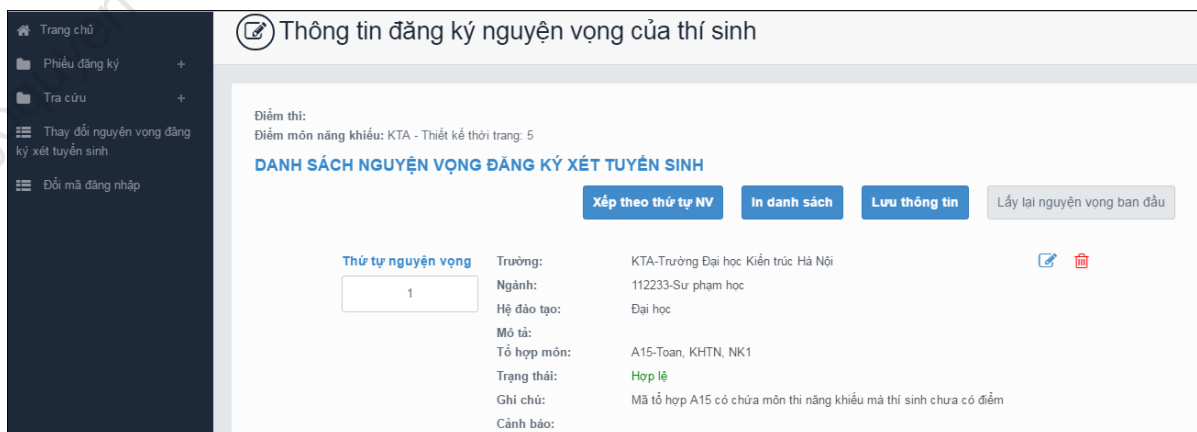 Trang chủ
Phiếu đăng ký +
Tra cứu +
Thay đổi nguyện vọng đăng
ký xét tuyển sinh
Đổi mã đăng nhập
Thông tin đăng ký nguyện vọng của thí sinh
Điểm thi:
Điểm môn năng khiếu: KTA - Thiết kế thời trang: 5
DANH SÁCH NGUYỆN VỌNG ĐĂNG KÝ XÉT TUYỂN SINH
Xếp theo thứ tự NV In danh sách Lưu thông tin Lấy lại nguyện vọng ban đầu
Thứ tự nguyện vọng
1
Trường: KTA-Trường Đại học Kiến trúc Hà Nội
Ngành: 112233-Sư phạm học
Hệ đào tạo: Đại học
Mô tả:
Tổ hợp môn: A15-Toan, KHTN, NK1
Trạng thái: Hợp lệ
Ghi chú: Mã tổ hợp A15 có chứa môn thi năng khiếu mà thí sinh chưa có điểm
Cảnh báo: